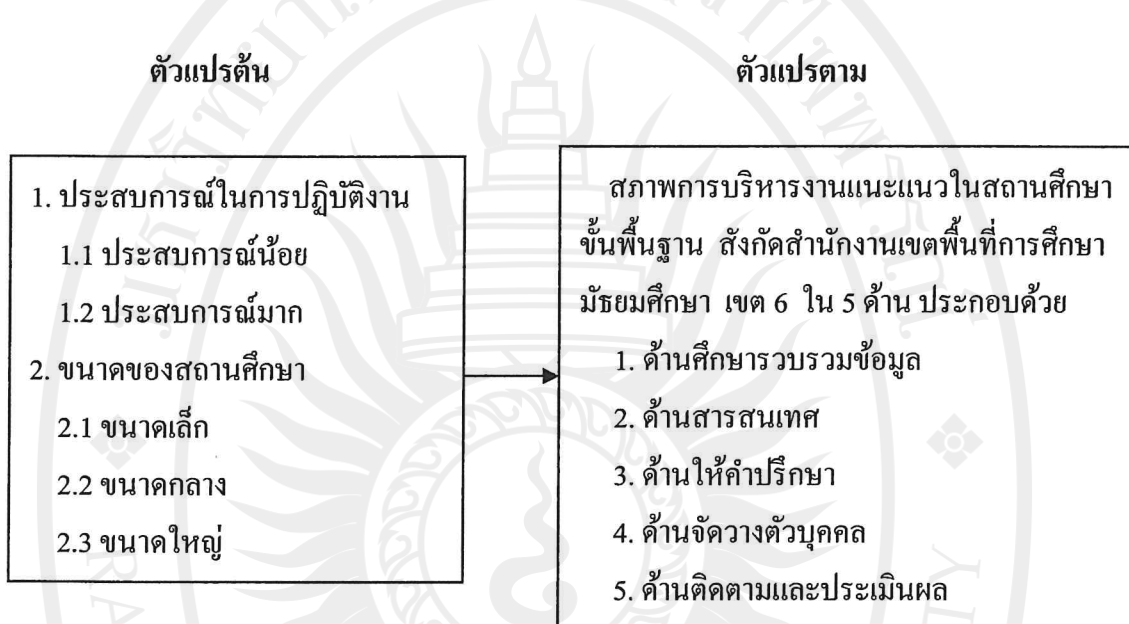 ตัวแปรต้น
ตัวแปรตาม
1. ประสบการณ์ในการปฏิบัติงาน
1.1 ประสบการณ์น้อย
1.2 ประสบการณ์มาก
2. ขนาดของสถานศึกษา
2.1 ขนาดเล็ก
2.2 ขนาดกลาง
2.3 ขนาดใหญ่
สภาพการบริหารงานแนะแนวในสถานศึกษา
ขั้นพื้นฐาน สังกัดสำนักงานเขตพื้นที่การศึกษา
มัธยมศึกษา เขต 6 ใน 5 ด้าน ประกอบด้วย
1. ด้านศึกษารวบรวมข้อมูล
2. ด้านสารสนเทศ
3. ด้านให้คำปรึกษา
4. ด้านจัดวางตัวบุคคล
5. ด้านติดตามและประเมินผล